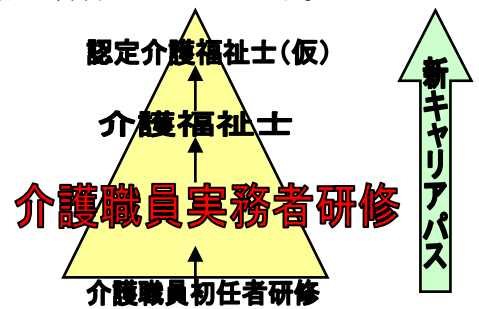 認定介護福祉士(仮)
介護福祉士
介護職員実務者研修
介護職員初任者研修
新キャリアパス